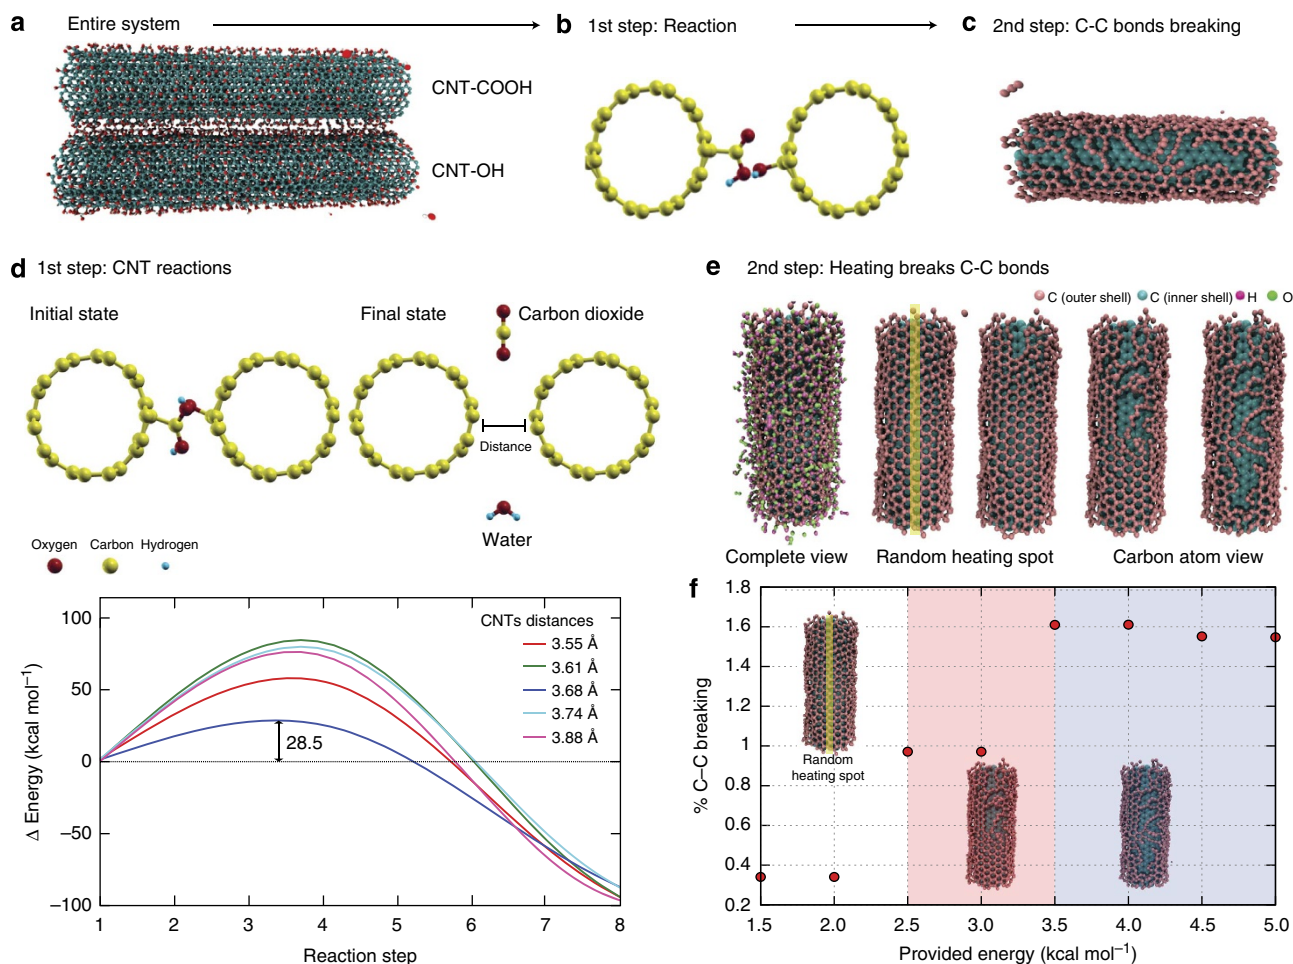 a Entire system
CNT-COOH
CNT-OH
b 1st step: Reaction
c 2nd step: C-C bonds breaking
d 1st step: CNT reactions
Initial state
Final state
Carbon dioxide
Distance
Water
Oxygen Carbon Hydrogen
100
50
0
−50
−100
Δ Energy (kcal mol−1)
CNTs distances
3.55 Å
3.61 Å
3.68 Å
3.74 Å
3.88 Å
28.5
1 2 3 4 5 6 7 8
Reaction step
e 2nd step: Heating breaks C-C bonds
C (outer shell) C (inner shell) H O
Complete view
Random heating spot
Carbon atom view
f
1.8
1.6
1.4
1.2
1
0.8
0.6
0.4
0.2
% C–C breaking
Random
heating spot
1.5 2.0 2.5 3.0 3.5 4.0 4.5 5.0
Provided energy (kcal mol−1)